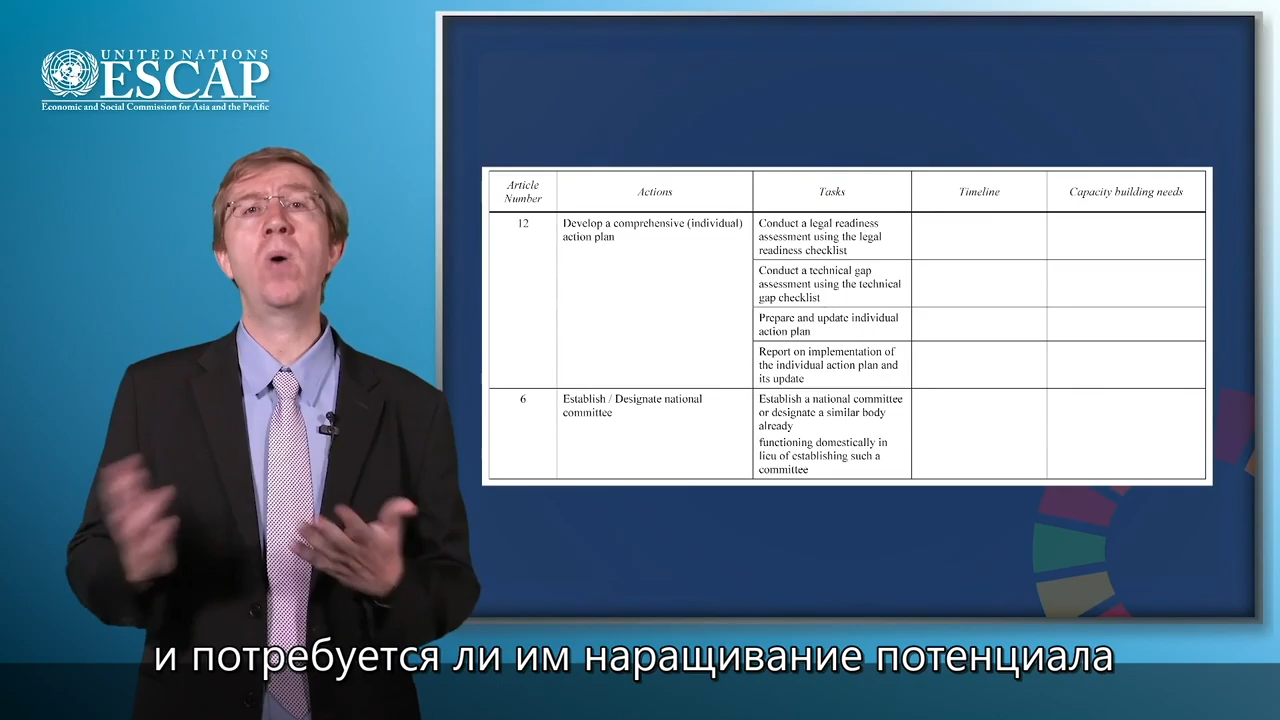 UNITED NATIONS
ESCAP
Economic and Social Commission for Asia and the Pacific
Article
Number
Actions
Tasks
Timeline
Capacity building needs
12
Develop a comprehensive (individual)
action plan
Conduct a legal readiness
assessment using the legal
readiness checklist
Conduct a technical gap
assessment using the technical
gap checklist
Prepare and update individual
action plan
Report on implementation of
the individual action plan and
its update
6
Establish / Designate national
committee
Establish a national committee
or designate a similar body
already
functioning domestically in
lieu of establishing such a
committee
и потребуется ли им наращивание потенциала